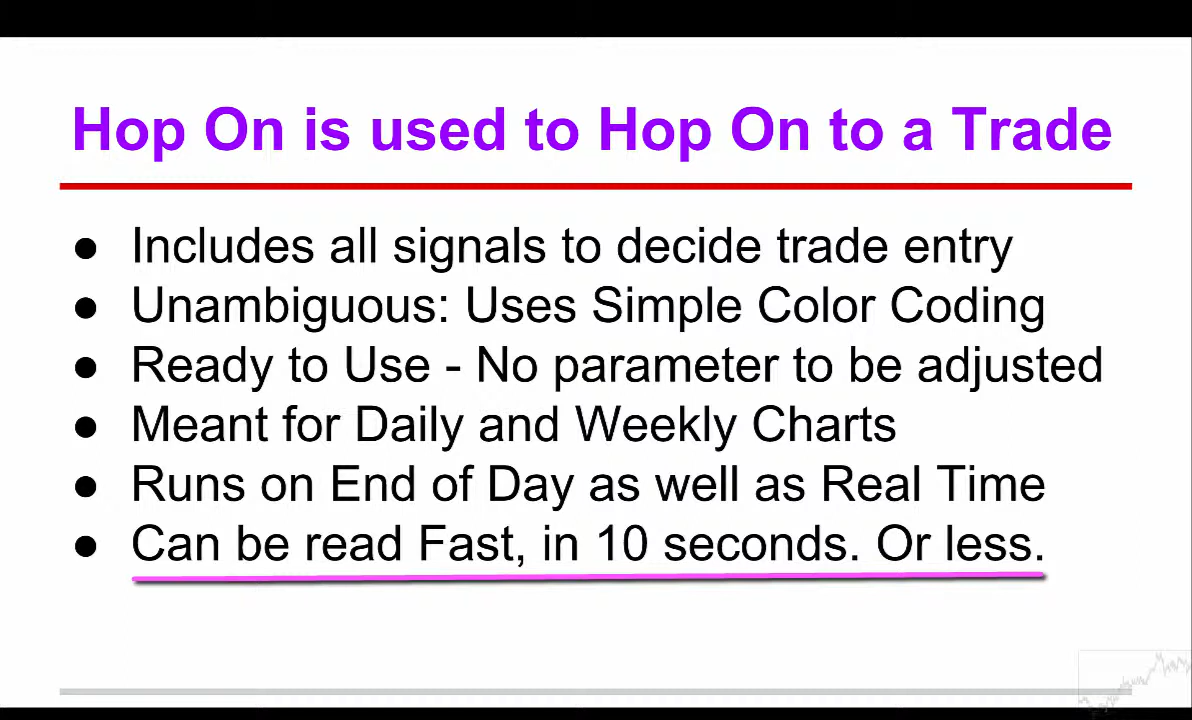 Hop On is used to Hop On to a Trade
● Includes all signals to decide trade entry
● Unambiguous: Uses Simple Color Coding
● Ready to Use - No parameter to be adjusted
● Meant for Daily and Weekly Charts
● Runs on End of Day as well as Real Time
● Can be read Fast, in 10 seconds. Or less.